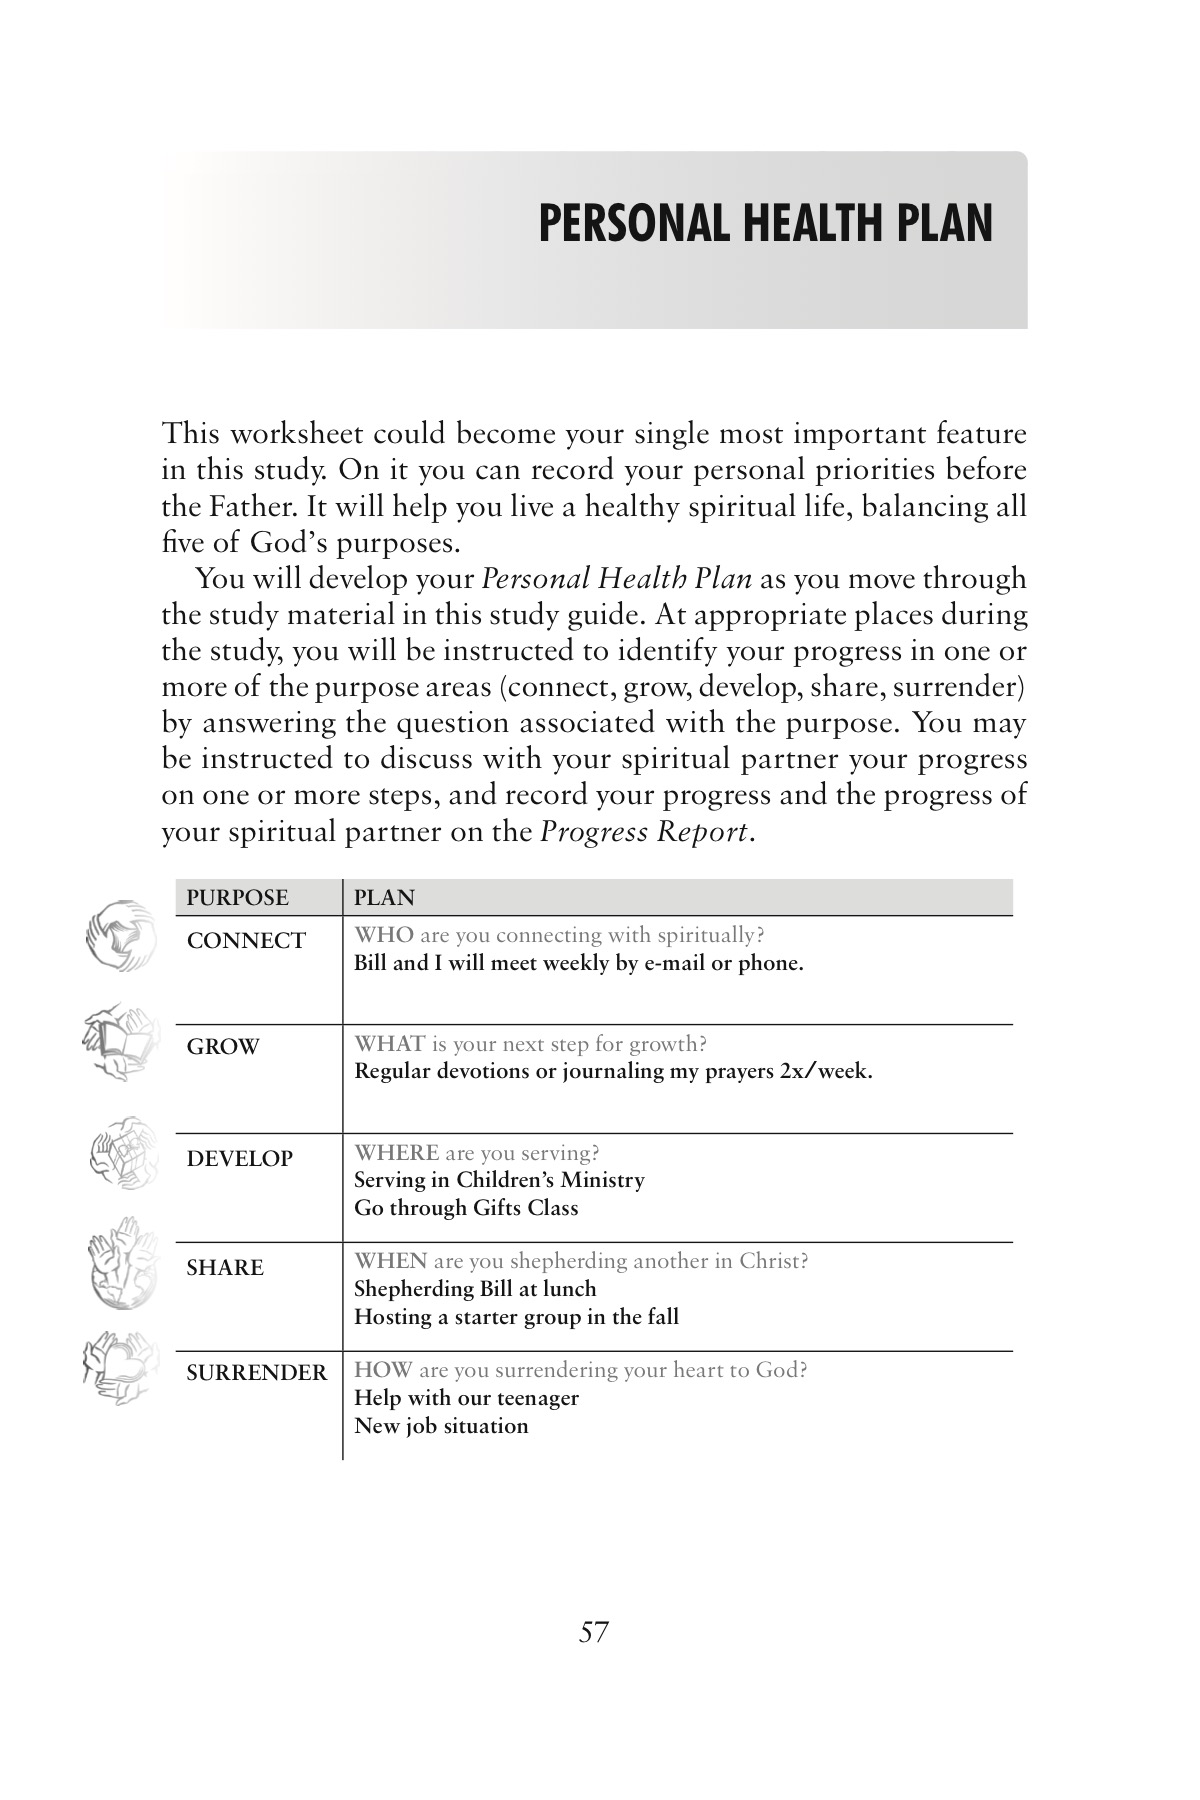 PERSONAL HEALTH PLAN
This worksheet could become your single most important feature
in this study. On it you can record your personal priorities before
the Father. It will help you live a healthy spiritual life, balancing all
five of God’s purposes.
You will develop your Personal Health Plan as you move through
the study material in this study guide. At appropriate places during
the study, you will be instructed to identify your progress in one or
more of the purpose areas (connect, grow, develop, share, surrender)
by answering the question associated with the purpose. You may
be instructed to discuss with your spiritual partner your progress
on one or more steps, and record your progress and the progress of
your spiritual partner on the Progress Report.
PURPOSE PLAN
CONNECT WHO are you connecting with spiritually?
Bill and I will meet weekly by e-mail or phone.
GROW WHAT is your next step for growth?
Regular devotions or journaling my prayers 2x/week.
DEVELOP WHERE are you serving?
Serving in Children’s Ministry
Go through Gifts Class
SHARE WHEN are you shepherding another in Christ?
Shepherding Bill at lunch
Hosting a starter group in the fall
SURRENDER HOW are you surrendering your heart to God?
Help with our teenager
New job situation
57